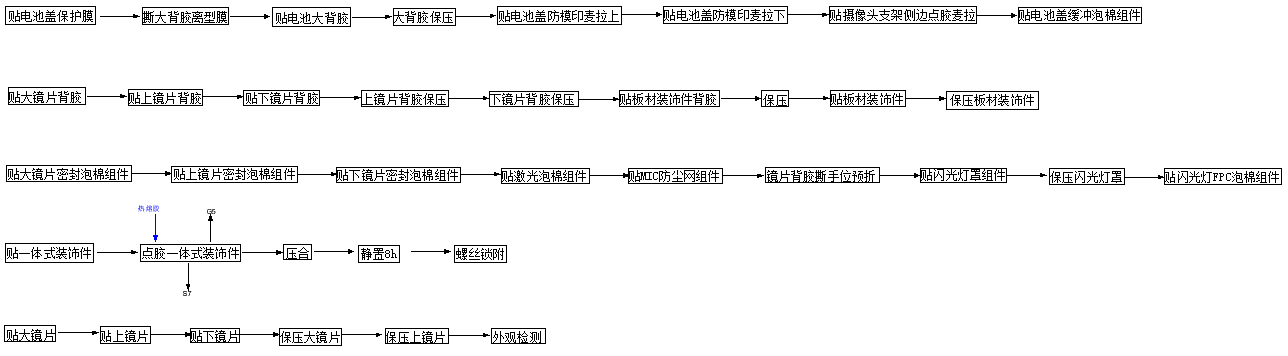 贴电池盖保护膜 撕大背胶离型膜 贴电池大背胶 大背胶保压 贴电池盖防模印麦拉上 贴电池盖防模印麦拉下 贴摄像头支架侧边点胶麦拉 贴电池盖缓冲泡棉组件
贴大镜片背胶 贴上镜片背胶 贴下镜片背胶 上镜片背胶保压 下镜片背胶保压 贴板材装饰件背胶 保压 贴板材装饰件 保压板材装饰件
贴大镜片密封泡棉组件 贴上镜片密封泡棉组件 贴下镜片密封泡棉组件 贴激光泡棉组件 贴MIC防尘网组件 镜片背胶撕手位预折 贴闪光灯罩组件 保压闪光灯罩 贴闪光灯FPC泡棉组件
热熔胶 G5
贴一体式装饰件 点胶一体式装饰件 压合 静置8h 螺丝锁附
S7
贴大镜片 贴上镜片 贴下镜片 保压大镜片 保压上镜片 外观检测